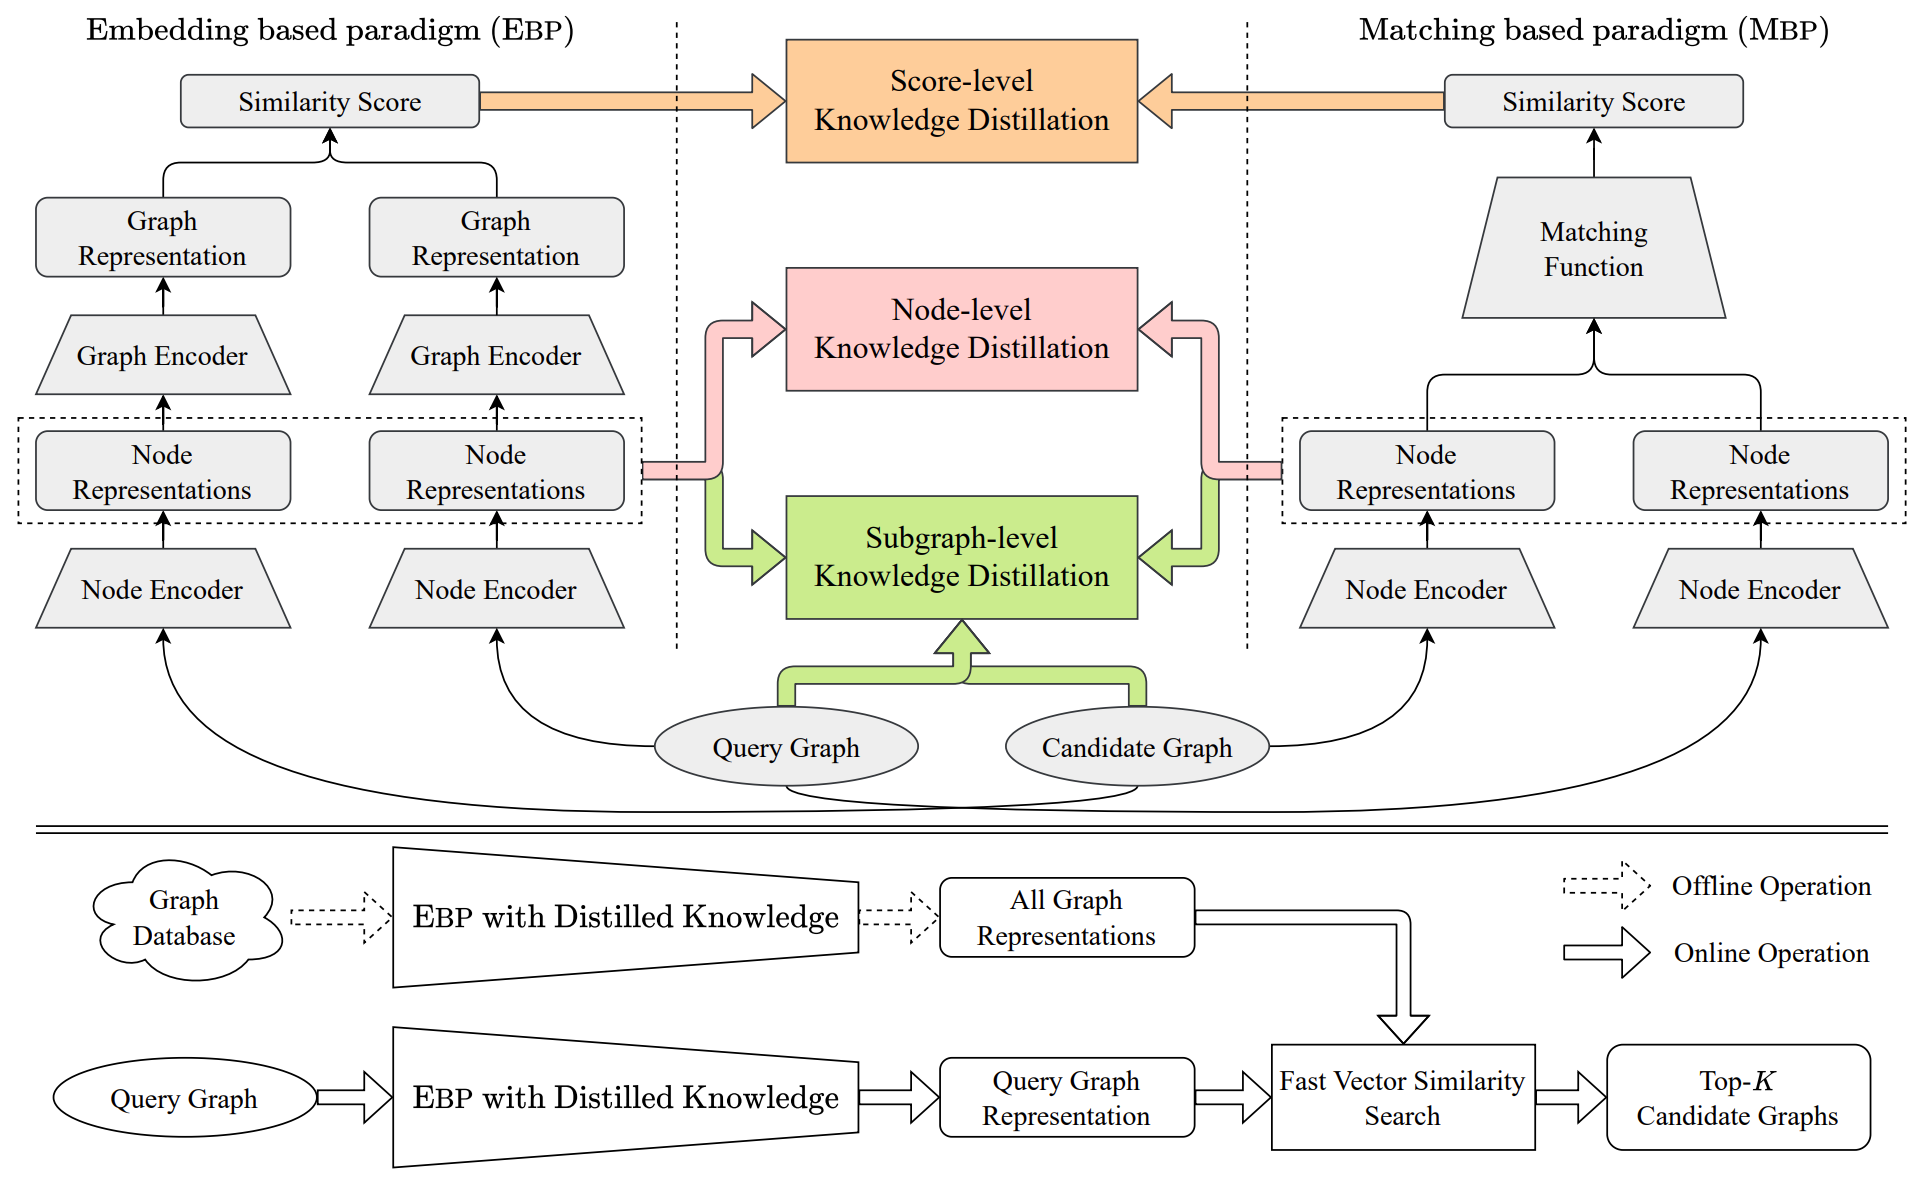 Embedding based paradigm (EBP)
Matching based paradigm (MBP)
Similarity Score
Score-level
Knowledge Distillation
Similarity Score
Graph
Representation
Graph
Representation
Matching
Function
Node-level
Knowledge Distillation
Graph Encoder
Graph Encoder
Node
Representations
Node
Representations
Node
Representations
Node
Representations
Subgraph-level
Knowledge Distillation
Node Encoder
Node Encoder
Node Encoder
Node Encoder
Query Graph
Candidate Graph
Graph
Database
EBP with Distilled Knowledge
All Graph
Representations
Offline Operation
Online Operation
Query Graph
EBP with Distilled Knowledge
Query Graph
Representation
Fast Vector Similarity
Search
Top-K
Candidate Graphs